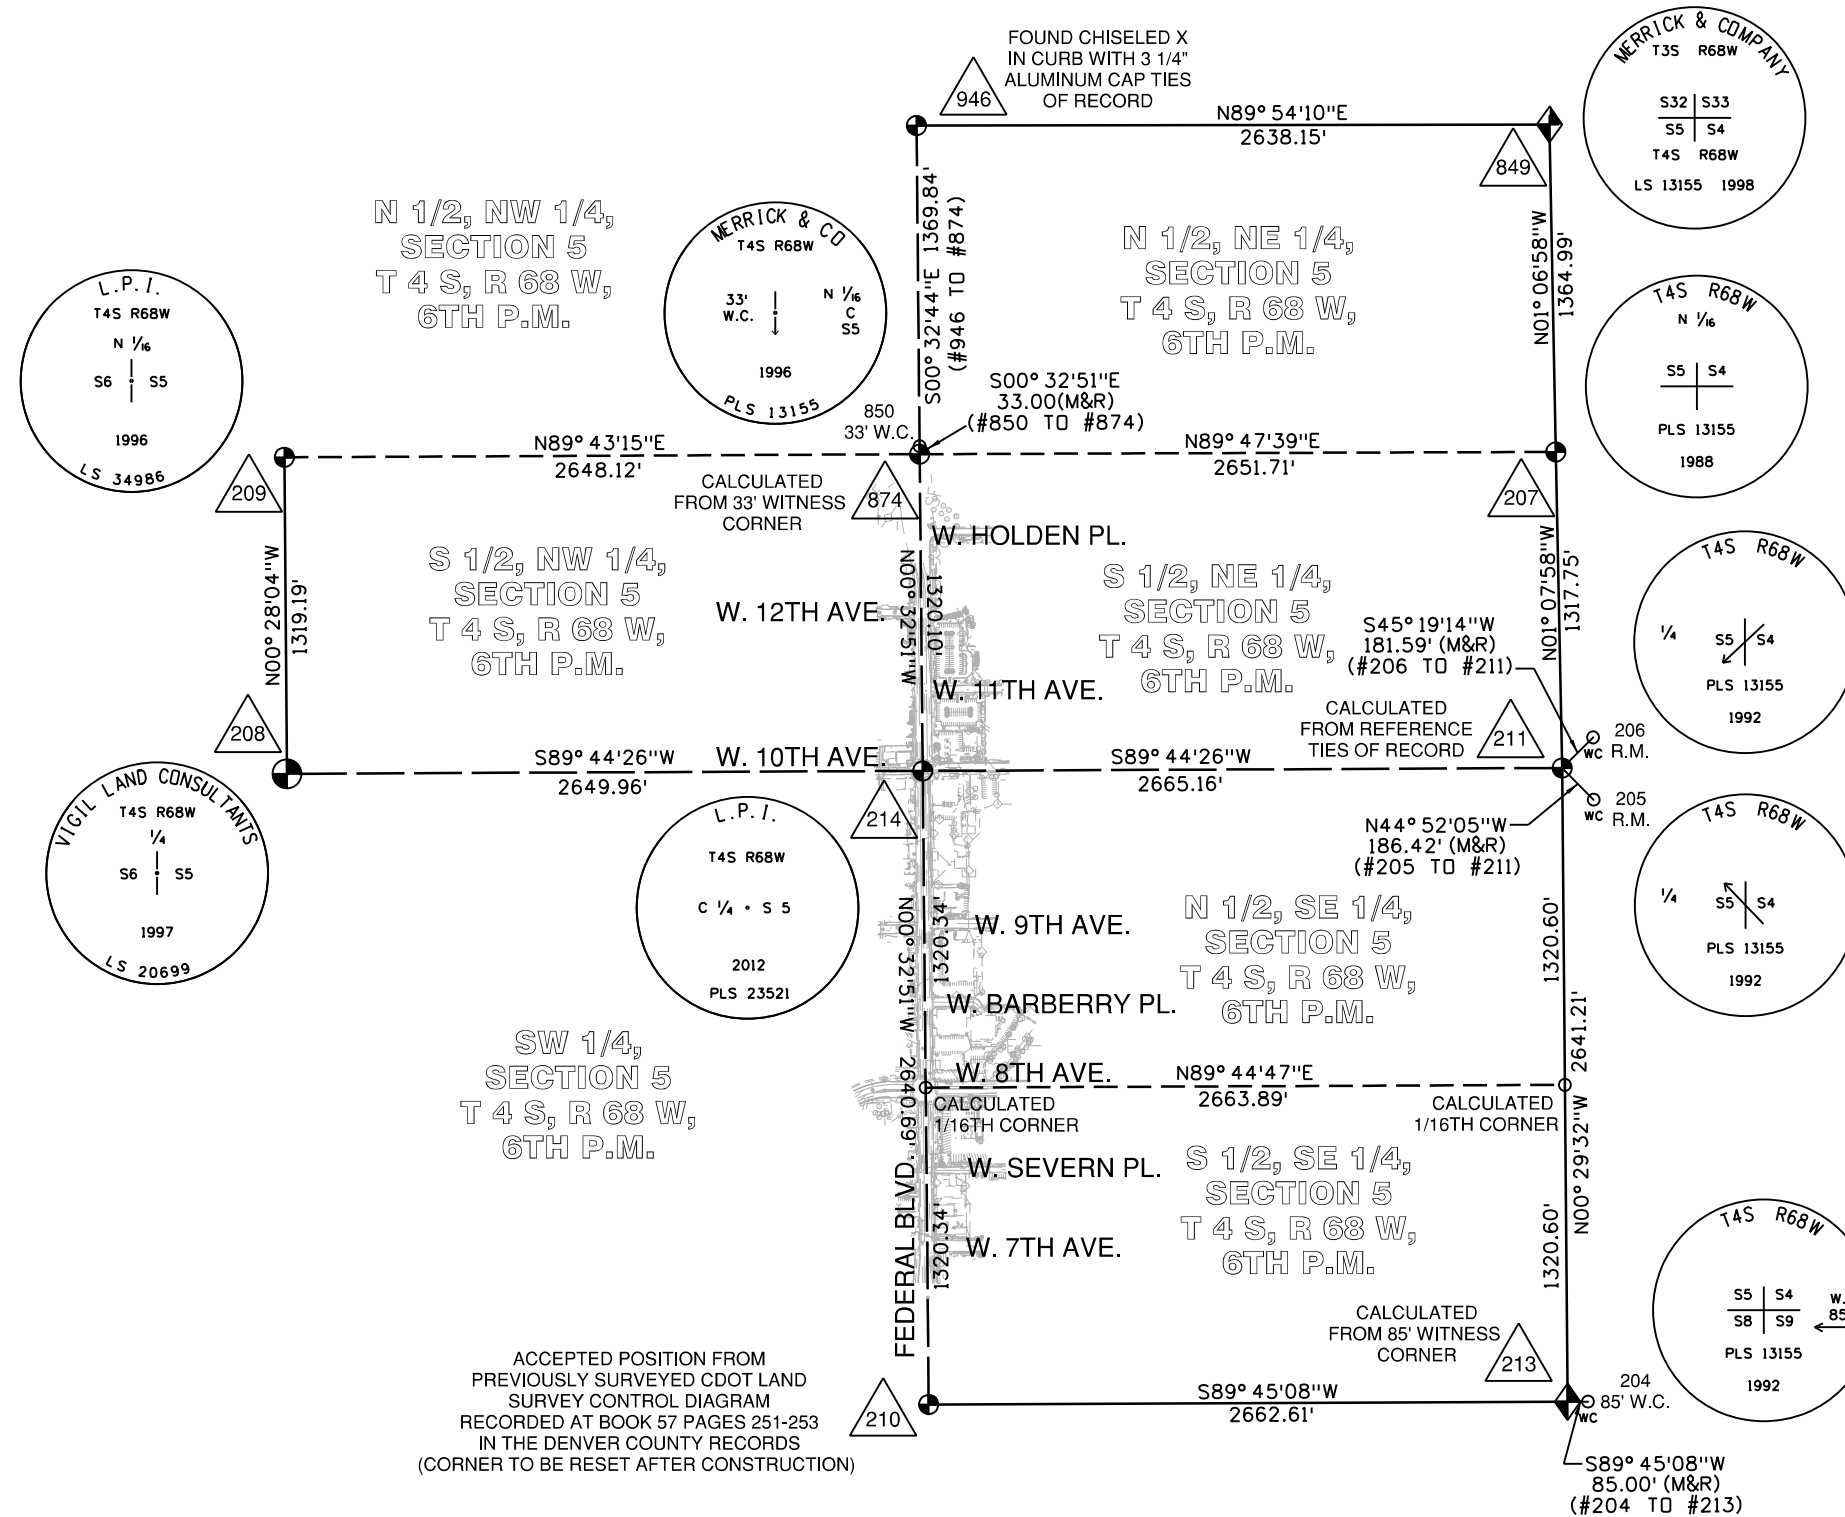 FOUND CHISELED X
IN CURB WITH 3 1/4"
ALUMINUM CAP TIES
OF RECORD
946
N89°54'10"E
2638.15'
849
MERRICK & COMPANY
T3S R68W
S32 S33
S5 S4
T4S R68W
LS 13155 1998
N 1/2, NW 1/4,
SECTION 5
T 4 S, R 68 W,
6TH P.M.
MERRICK & CO
T4S R68W
33'
W.C.
N 1/16
C
S5
1996
PLS 13155
S00°32'44"E 1369.84'
(#946 TO #874)
N 1/2, NE 1/4,
SECTION 5
T 4 S, R 68 W,
6TH P.M.
N01°06'58"W
1364.99'
L.P.I.
T4S R68W
N 1/16
S6 S5
1996
LS 34986
T4S R68W
N 1/16
S5 S4
PLS 13155
1988
850
33' W.C.
S00°32'51"E
33.00(M&R)
(#850 TO #874)
209
N89°43'15"E
2648.12'
CALCULATED
FROM 33' WITNESS
CORNER
874
N89°47'39"E
2651.71'
207
W. HOLDEN PL.
N00°28'04"W
1319.19'
S 1/2, NW 1/4,
SECTION 5
T 4 S, R 68 W,
6TH P.M.
W. 12TH AVE.
N00°32'51"W
1320.10'
S 1/2, NE 1/4,
SECTION 5
T 4 S, R 68 W,
6TH P.M.
W. 11TH AVE.
N01°07'58"W
1317.75'
S45°19'14"W
181.59' (M&R)
(#206 TO #211)
T4S R68W
1/4
S5 S4
PLS 13155
1992
208
CALCULATED
FROM REFERENCE
TIES OF RECORD
211
206
R.M.
WC
S89°44'26"W
2649.96'
W. 10TH AVE.
S89°44'26"W
2665.16'
205
R.M.
WC
VIGIL LAND CONSULTANTS
T4S R68W
1/4
S6 S5
1997
LS 20699
L.P.I.
T4S R68W
C 1/4 • S 5
2012
PLS 23521
214
N44°52'05"W
186.42' (M&R)
(#205 TO #211)
T4S R68W
1/4
S5 S4
PLS 13155
1992
N00°32'51"W 2640.69'
1320.34'
W. 9TH AVE.
N 1/2, SE 1/4,
SECTION 5
T 4 S, R 68 W,
6TH P.M.
1320.60'
W. BARBERRY PL.
N00°29'32"W 2641.21'
SW 1/4,
SECTION 5
T 4 S, R 68 W,
6TH P.M.
W. 8TH AVE.
N89°44'47"E
2663.89'
CALCULATED
1/16TH CORNER
CALCULATED
1/16TH CORNER
W. SEVERN PL.
S 1/2, SE 1/4,
SECTION 5
T 4 S, R 68 W,
6TH P.M.
FEDERAL BLVD.
1320.34'
W. 7TH AVE.
1320.60'
T4S R68W
S5 S4
S8 S9
W.
85
PLS 13155
1992
CALCULATED
FROM 85' WITNESS
CORNER
213
ACCEPTED POSITION FROM
PREVIOUSLY SURVEYED CDOT LAND
SURVEY CONTROL DIAGRAM
RECORDED AT BOOK 57 PAGES 251-253
IN THE DENVER COUNTY RECORDS
(CORNER TO BE RESET AFTER CONSTRUCTION)
210
S89°45'08"W
2662.61'
204
85' W.C.
WC
S89°45'08"W
85.00' (M&R)
(#204 TO #213)